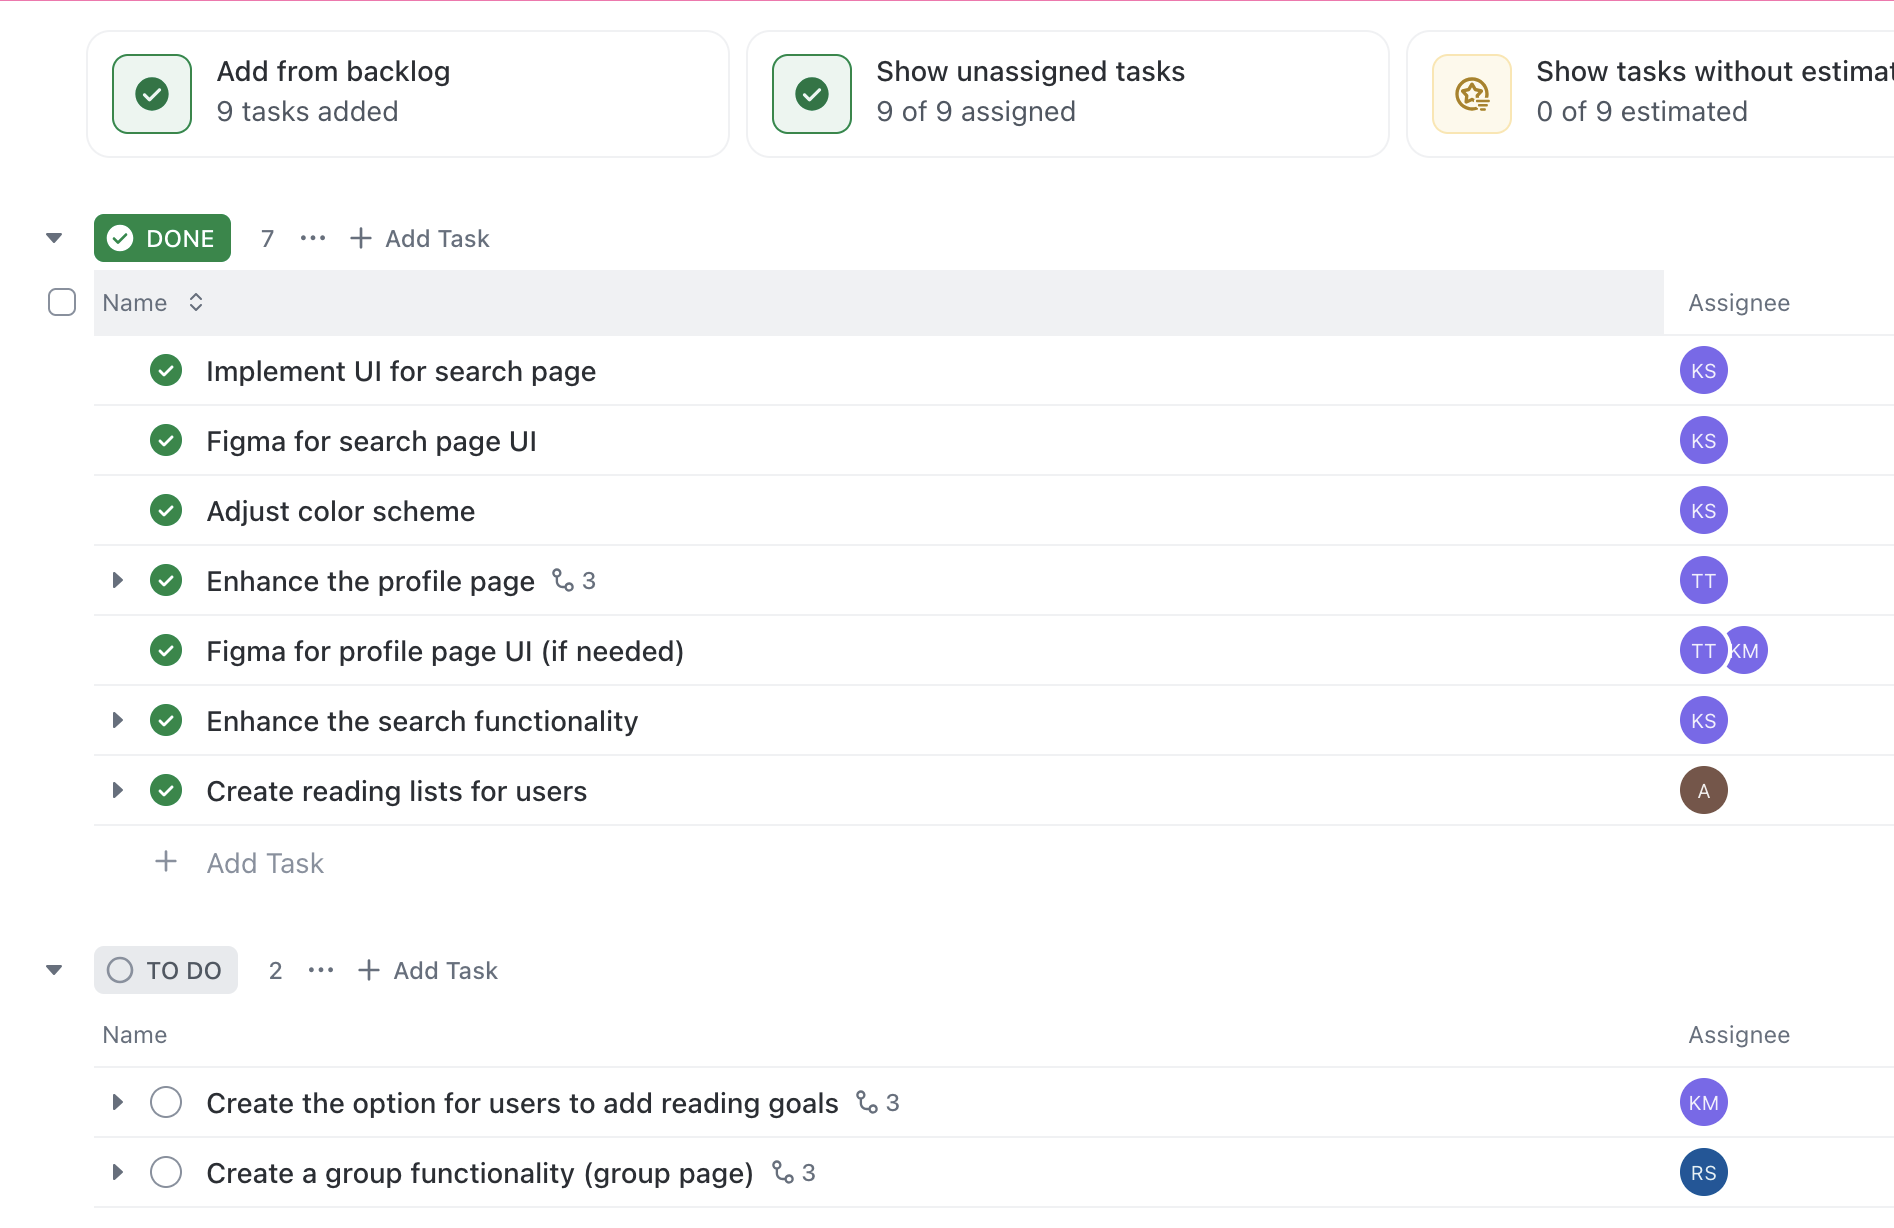 Add from backlog
9 tasks added
Show unassigned tasks
9 of 9 assigned
Show tasks without estimat
0 of 9 estimated
DONE 7 ... + Add Task
Name Assignee
Implement UI for search page KS
Figma for search page UI KS
Adjust color scheme KS
Enhance the profile page 3 TT
Figma for profile page UI (if needed) TT KM
Enhance the search functionality KS
Create reading lists for users A
+ Add Task
TO DO 2 ... + Add Task
Name Assignee
Create the option for users to add reading goals 3 KM
Create a group functionality (group page) 3 RS